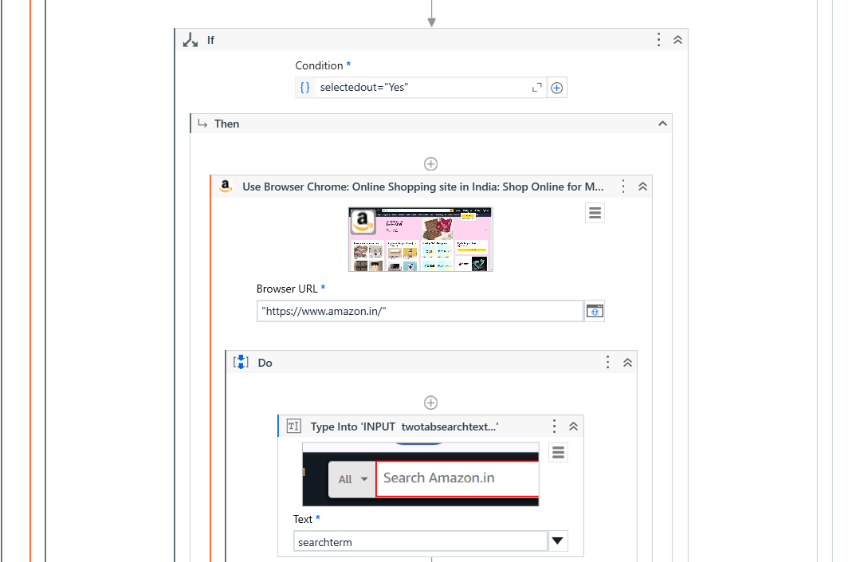 If
Condition *
{} selectedout="Yes"
Then
Use Browser Chrome: Online Shopping site in India: Shop Online for M...
Browser URL *
"https://www.amazon.in/"
Do
Type Into 'INPUT twotabsearchtext...'
All
Search Amazon.in
Text *
searchterm